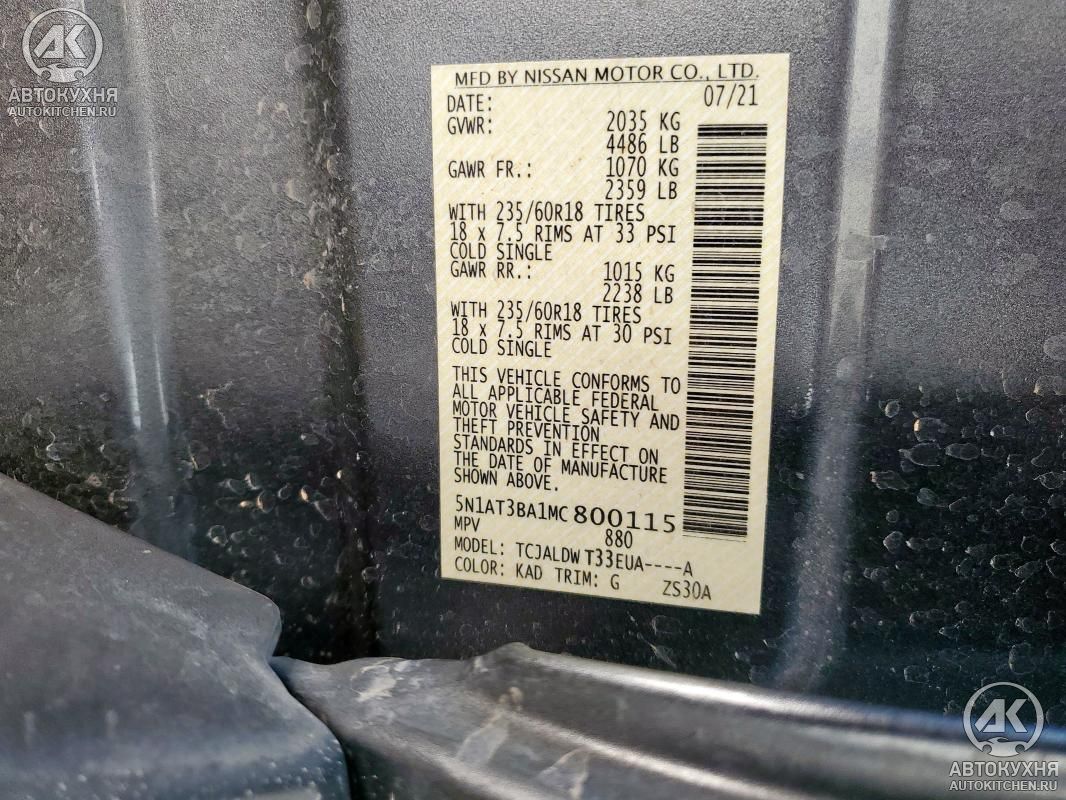 АК
АВТОКУХНЯ
AUTOKITCHEN.RU
MFD BY NISSAN MOTOR CO., LTD.
DATE: 07/21
GVWR: 2035 KG
4486 LB
GAWR FR.: 1070 KG
2359 LB
WITH 235/60R18 TIRES
18 x 7.5 RIMS AT 33 PSI
COLD SINGLE
GAWR RR.: 1015 KG
2238 LB
WITH 235/60R18 TIRES
18 x 7.5 RIMS AT 30 PSI
COLD SINGLE
THIS VEHICLE CONFORMS TO
ALL APPLICABLE FEDERAL
MOTOR VEHICLE SAFETY AND
THEFT PREVENTION
STANDARDS IN EFFECT ON
THE DATE OF MANUFACTURE
SHOWN ABOVE.
5N1AT3BA1MC 800115
MPV 880
MODEL: TCJALDW T33EUA----A
COLOR: KAD TRIM: G ZS30A
АК
АВТОКУХНЯ
AUTOKITCHEN.RU